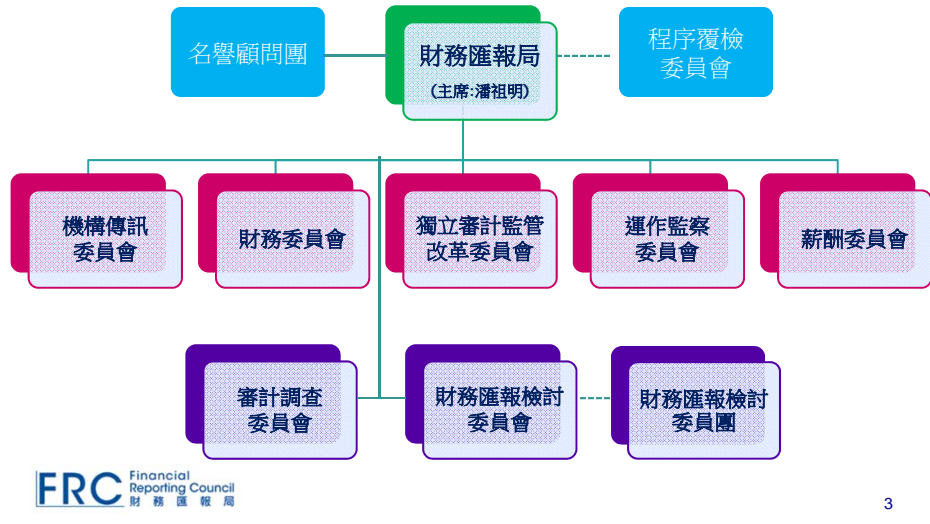 名譽顧問團
財務匯報局
(主席:潘祖明)
程序覆檢
委員會
機構傳訊
委員會
財務委員會
獨立審計監管
改革委員會
運作監察
委員會
薪酬委員會
審計調查
委員會
財務匯報檢討
委員會
財務匯報檢討
委員團
FRC
Financial
Reporting Council
財務匯報局
3